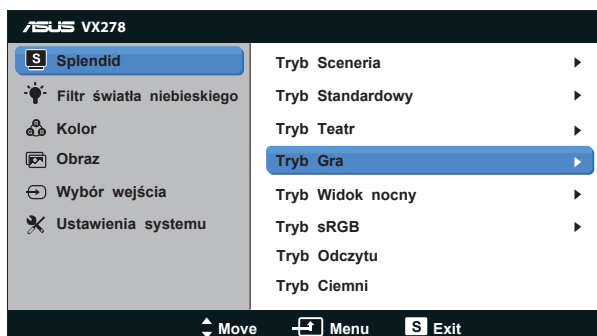 ASUS VX278
S Splendid
Filtr światła niebieskiego
Kolor
Obraz
Wybór wejścia
Ustawienia systemu
Tryb Sceneria
Tryb Standardowy
Tryb Teatr
Tryb Gra
Tryb Widok nocny
Tryb sRGB
Tryb Odczytu
Tryb Ciemni
Move Menu S Exit